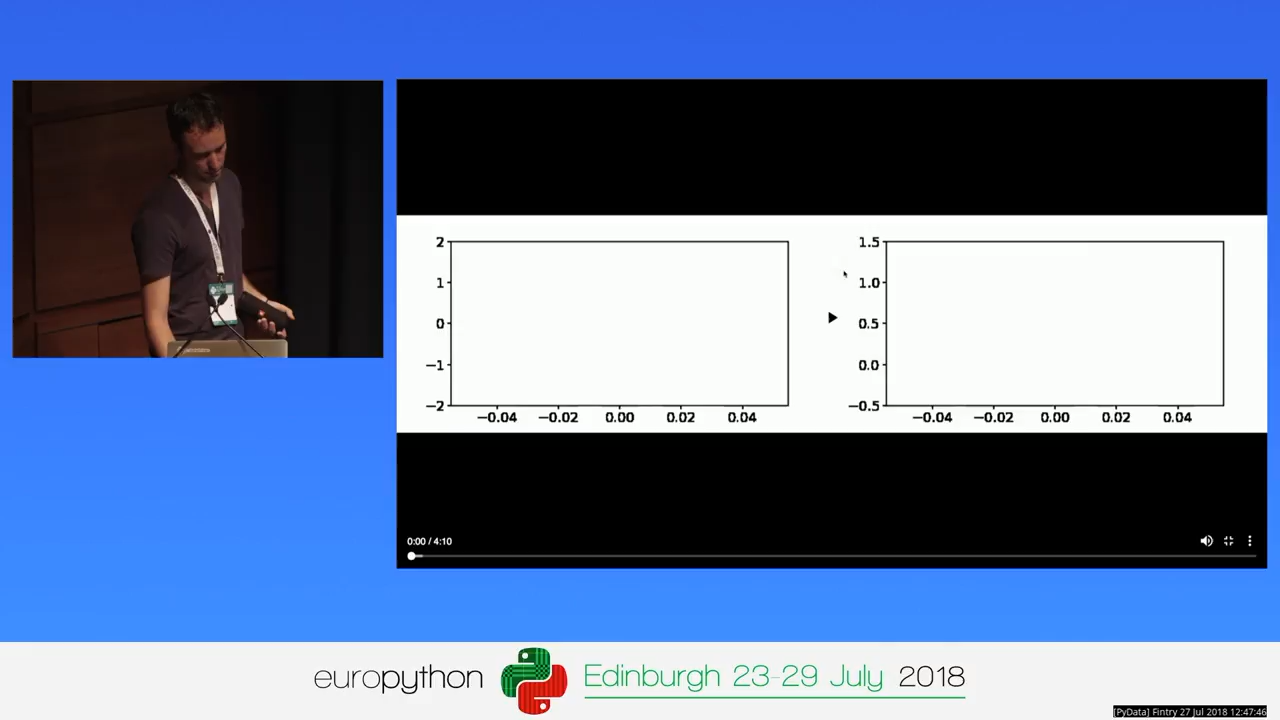 2
1
0
−1
−2
−0.04 −0.02 0.00 0.02 0.04
1.5
1.0
0.5
0.0
−0.5
−0.04 −0.02 0.00 0.02 0.04
0:00 / 4:10
europython Edinburgh 23-29 July 2018
[PyData] Fintry 27 Jul 2018 12:47:46